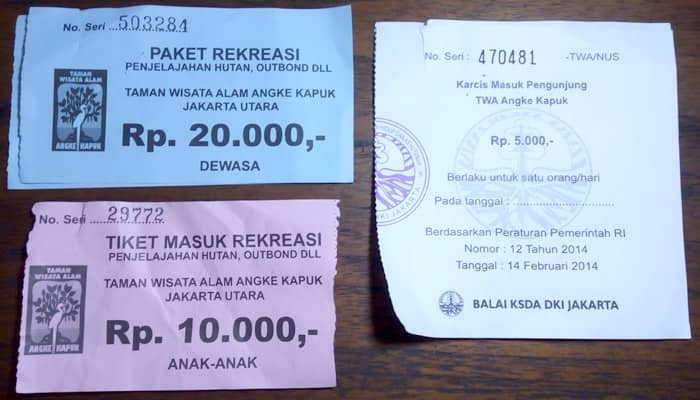 No. Seri ...503284
PAKET REKREASI
PENJELAJAHAN HUTAN, OUTBOND DLL
TAMAN WISATA ALAM ANGKE KAPUK
JAKARTA UTARA
Rp. 20.000,-
DEWASA
TAMAN
WISATA ALAM
ANGKE KAPUK
No. Seri ....29772
TIKET MASUK REKREASI
PENJELAJAHAN HUTAN, OUTBOND DLL
TAMAN WISATA ALAM ANGKE KAPUK
JAKARTA UTARA
Rp. 10.000,-
ANAK-ANAK
TAMAN
WISATA ALAM
ANGKE KAPUK
No. Seri : 470481 -TWA/NUS
Karcis Masuk Pengunjung
TWA Angke Kapuk
Rp. 5.000,-
Berlaku untuk satu orang/hari
Pada tanggal : ..............................
Berdasarkan Peraturan Pemerintah RI
Nomor : 12 Tahun 2014
Tanggal : 14 Februari 2014
BALAI KSDA DKI JAKARTA
DKI JAKARTA